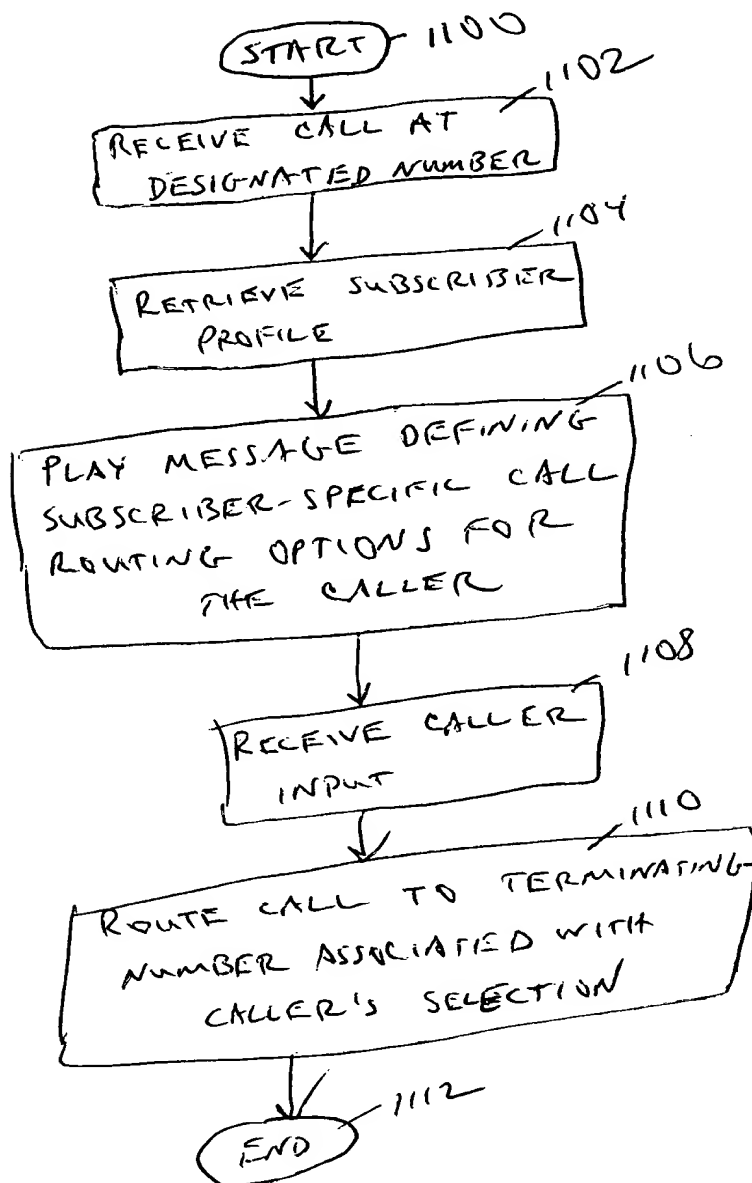 START 1100
1102
RECEIVE CALL AT
DESIGNATED NUMBER
1104
RETRIEVE SUBSCRIBER
PROFILE
1106
PLAY MESSAGE DEFINING
SUBSCRIBER-SPECIFIC CALL
ROUTING OPTIONS FOR
THE CALLER
1108
RECEIVE CALLER
INPUT
1110
ROUTE CALL TO TERMINATING
NUMBER ASSOCIATED WITH
CALLER'S SELECTION
1112
END